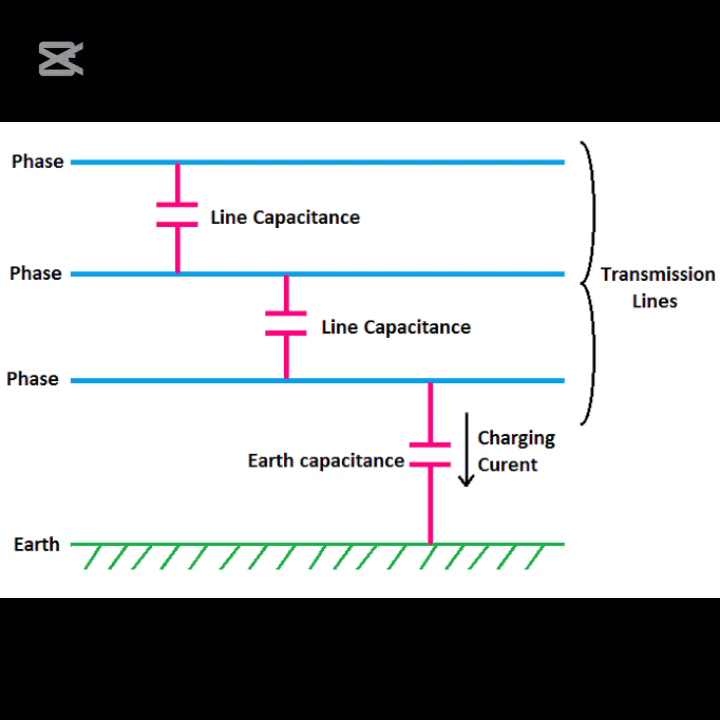 Phase
Line Capacitance
Phase
Transmission
Lines
Line Capacitance
Phase
Charging
Curent
Earth capacitance
Earth